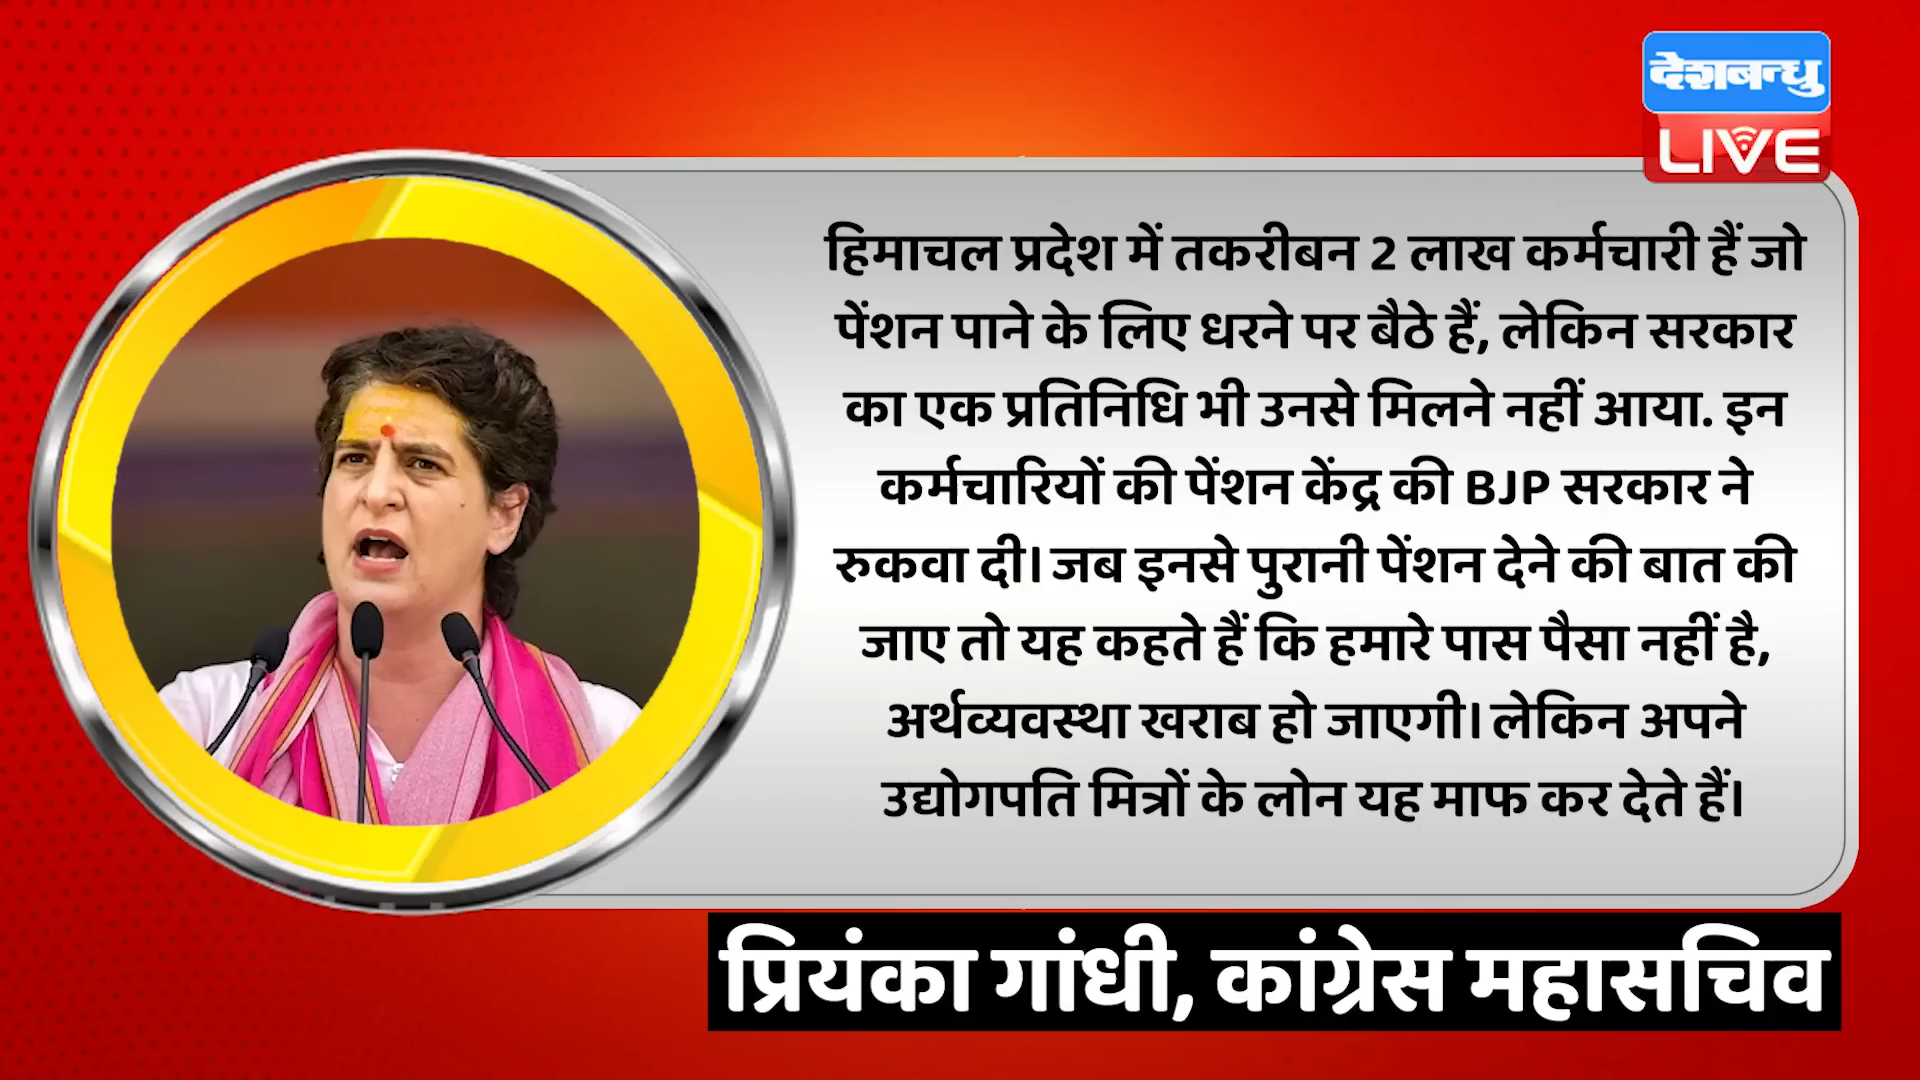 देशबन्धु
LIVE
हिमाचल प्रदेश में तकरीबन 2 लाख कर्मचारी हैं जो
पेंशन पाने के लिए धरने पर बैठे हैं, लेकिन सरकार
का एक प्रतिनिधि भी उनसे मिलने नहीं आया. इन
कर्मचारियों की पेंशन केंद्र की BJP सरकार ने
रुकवा दी। जब इनसे पुरानी पेंशन देने की बात की
जाए तो यह कहते हैं कि हमारे पास पैसा नहीं है,
अर्थव्यवस्था खराब हो जाएगी। लेकिन अपने
उद्योगपति मित्रों के लोन यह माफ कर देते हैं।
प्रियंका गांधी, कांग्रेस महासचिव